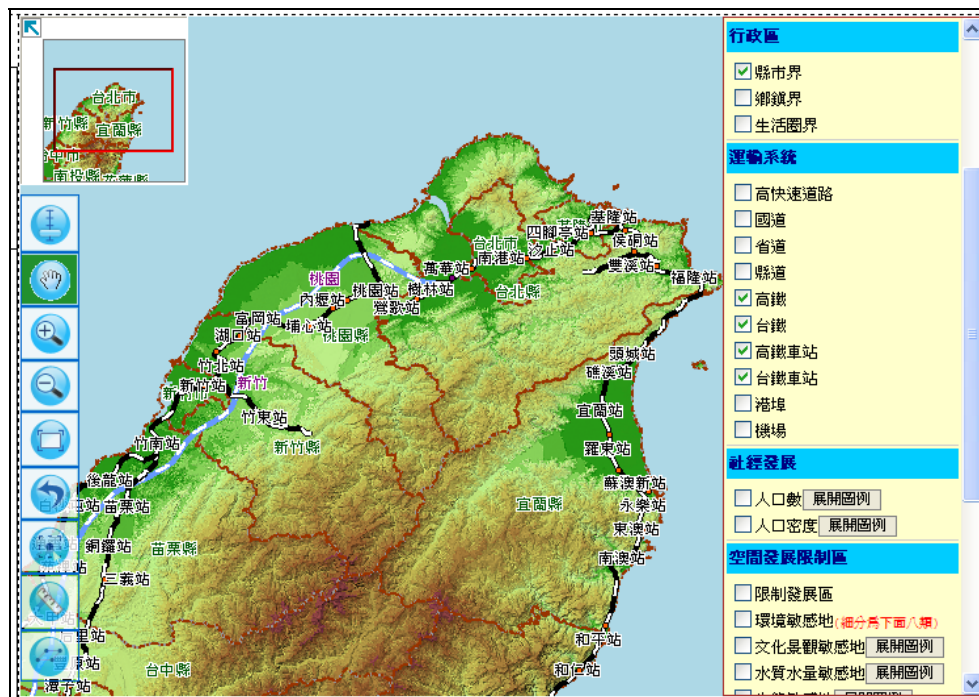 台北市
新竹縣
宜蘭縣
台中市
南投縣
花蓮縣
基隆站
四腳亭站
汐止站
侯硐站
台北市
南港站
雙溪站
福隆站
萬華站
樹林站
台北縣
桃園
桃園站
內壢站
鶯歌站
富岡站
埔心站
桃園縣
湖口站
竹北站
新竹站
新竹
新竹市
竹東站
新竹縣
竹南站
後龍站
苗栗站
銅鑼站
苗栗縣
三義站
后里站
台中縣
潭子站
頭城站
礁溪站
宜蘭站
羅東站
蘇澳新站
宜蘭縣
永樂站
東澳站
南澳站
和平站
和仁站
行政區
縣市界
鄉鎮界
生活圈界
運輸系統
高快速道路
國道
省道
縣道
高鐵
台鐵
高鐵車站
台鐵車站
港埠
機場
社經發展
人口數 展開圖例
人口密度 展開圖例
空間發展限制區
限制發展區
環境敏感地(細分為下面八類)
文化景觀敏感地 展開圖例
水質水量敏感地 展開圖例